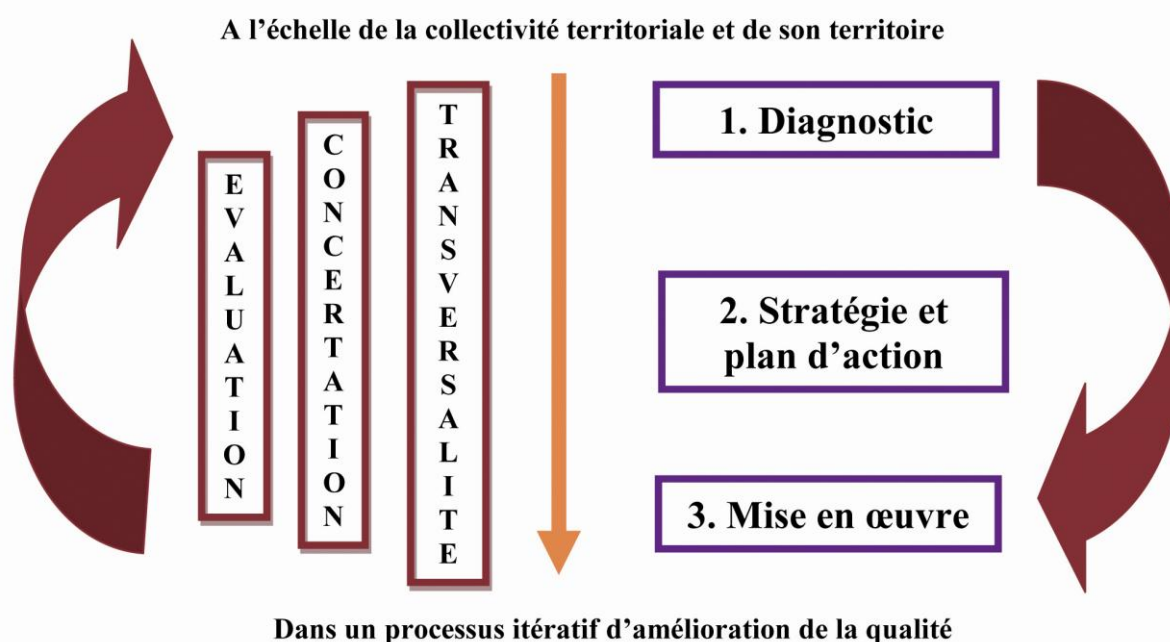 A l’échelle de la collectivité territoriale et de son territoire
EVALUATION
CONCERTATION
TRANSVERSALITE
1. Diagnostic
2. Stratégie et
plan d’action
3. Mise en œuvre
Dans un processus itératif d’amélioration de la qualité